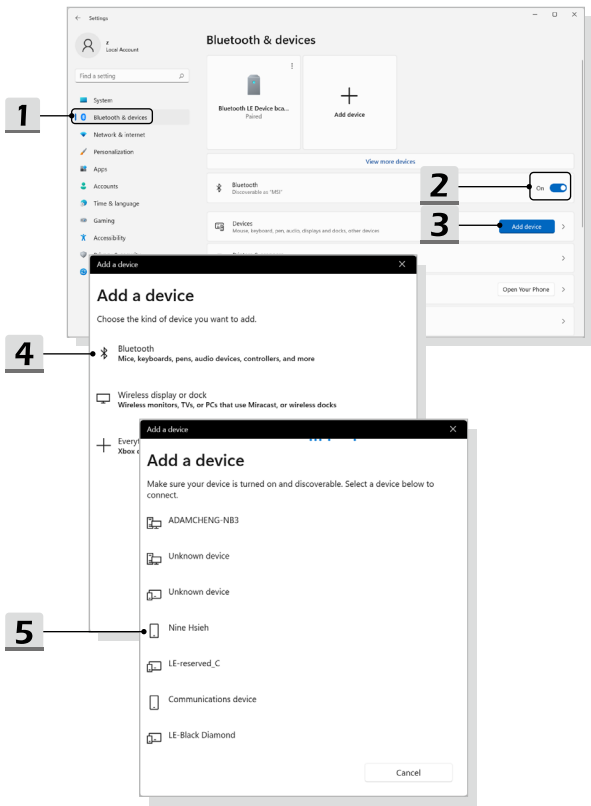 Settings
z
Local Account
Find a setting
System
Bluetooth & devices
Network & internet
Personalization
Apps
Accounts
Time & language
Gaming
Accessibility
Bluetooth & devices
Bluetooth LE Device bca...
Paired
Add device
View more devices
Bluetooth
Discoverable as "MSI"
On
Devices
Mouse, keyboard, pen, audio, displays and docks, other devices
Add device
Open Your Phone
1
2
3
Add a device
Add a device
Choose the kind of device you want to add.
4
Bluetooth
Mice, keyboards, pens, audio devices, controllers, and more
Wireless display or dock
Wireless monitors, TVs, or PCs that use Miracast, or wireless docks
Xbox
Add a device
Add a device
Make sure your device is turned on and discoverable. Select a device below to
connect.
ADAMCHENG-NB3
Unknown device
Unknown device
5
Nine Hsieh
LE-reserved_C
Communications device
LE-Black Diamond
Cancel